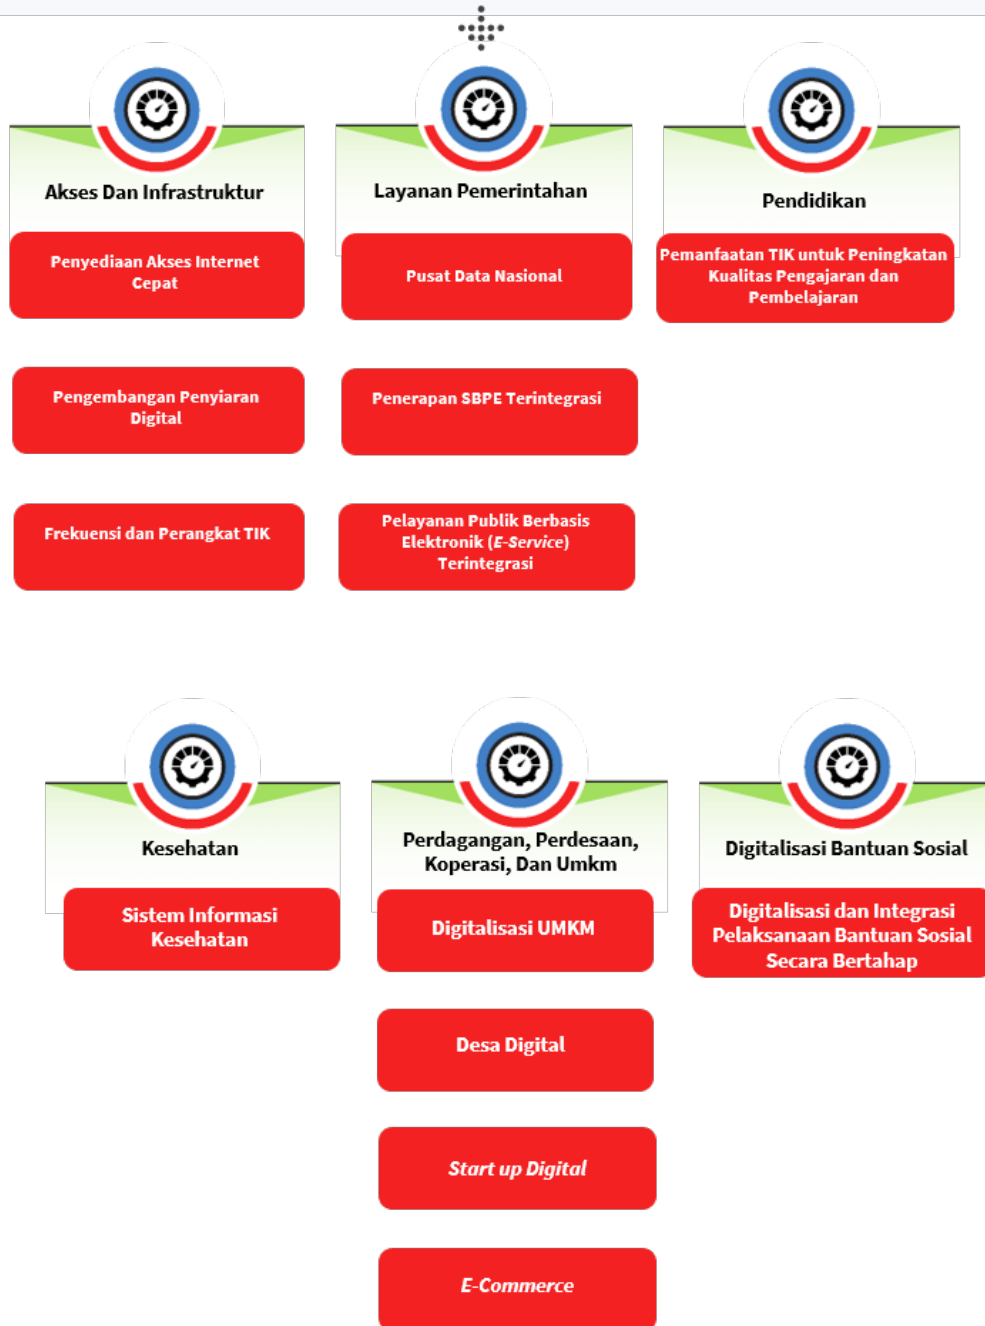 Akses Dan Infrastruktur
Penyediaan Akses Internet
Cepat
Pengembangan Penyiaran
Digital
Frekuensi dan Perangkat TIK
Layanan Pemerintahan
Pusat Data Nasional
Penerapan SBPE Terintegrasi
Pelayanan Publik Berbasis
Elektronik (E-Service)
Terintegrasi
Pendidikan
Pemanfaatan TIK untuk Peningkatan
Kualitas Pengajaran dan
Pembelajaran
Kesehatan
Sistem Informasi
Kesehatan
Perdagangan, Perdesaan,
Koperasi, Dan Umkm
Digitalisasi UMKM
Desa Digital
Start up Digital
E-Commerce
Digitalisasi Bantuan Sosial
Digitalisasi dan Integrasi
Pelaksanaan Bantuan Sosial
Secara Bertahap